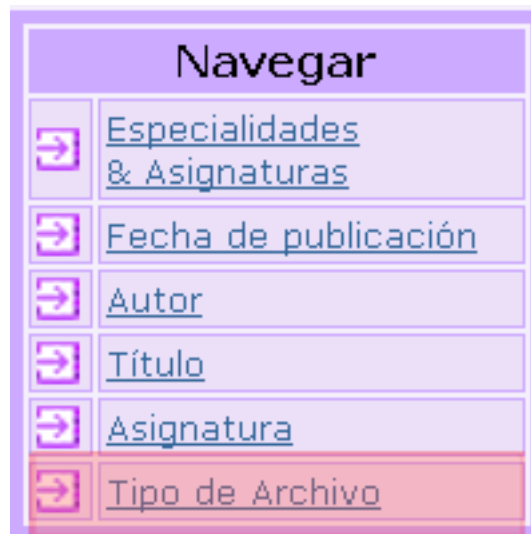 Navegar
Especialidades
& Asignaturas
Fecha de publicación
Autor
Título
Asignatura
Tipo de Archivo